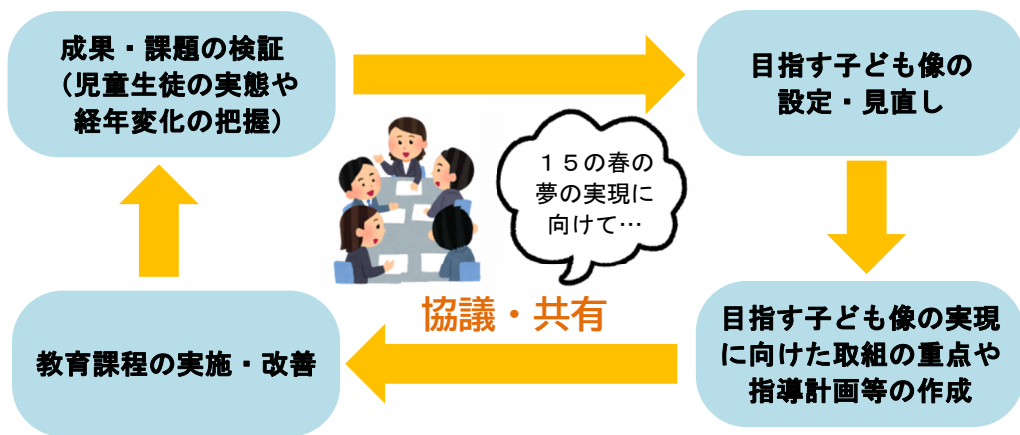 成果・課題の検証
（児童生徒の実態や
経年変化の把握）
目指す子ども像の
設定・見直し
１５の春の
夢の実現に
向けて…
協議・共有
目指す子ども像の実現
に向けた取組の重点や
指導計画等の作成
教育課程の実施・改善